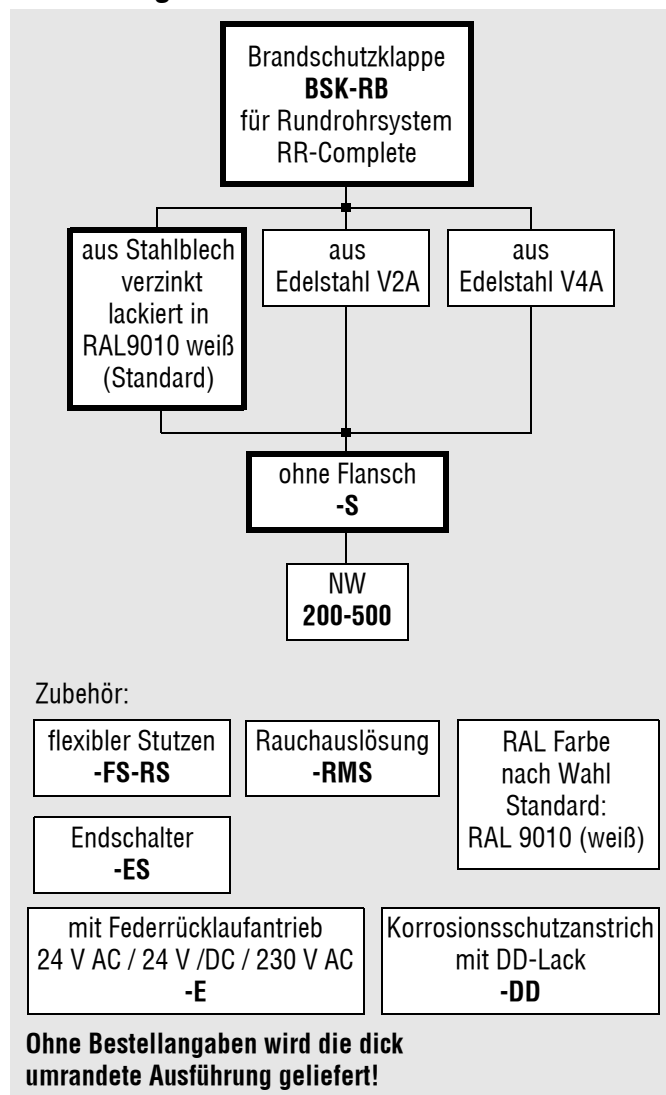 Brandschutzklappe
BSK-RB
für Rundrohrsystem
RR-Complete
aus Stahlblech
verzinkt
lackiert in
RAL9010 weiß
(Standard)
aus
Edelstahl V2A
aus
Edelstahl V4A
ohne Flansch
-S
NW
200-500
Zubehör:
flexibler Stutzen
-FS-RS
Rauchauslösung
-RMS
RAL Farbe
nach Wahl
Standard:
RAL 9010 (weiß)
Endschalter
-ES
mit Federrücklaufantrieb
24 V AC / 24 V /DC / 230 V AC
-E
Korrosionsschutzanstrich
mit DD-Lack
-DD
Ohne Bestellangaben wird die dick
umrandete Ausführung geliefert!